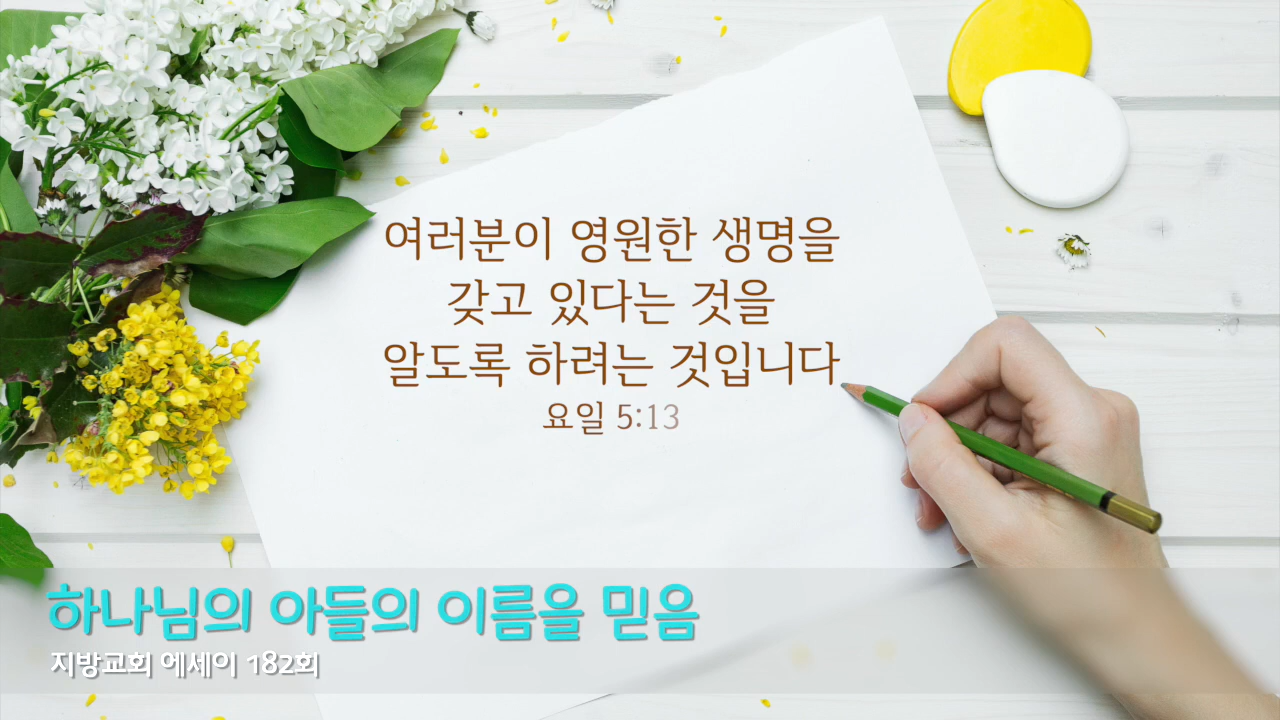 여러분이 영원한 생명을
갖고 있다는 것을
알도록 하려는 것입니다
요일 5:13
하나님의 아들의 이름을 믿음
지방교회 에세이 182회